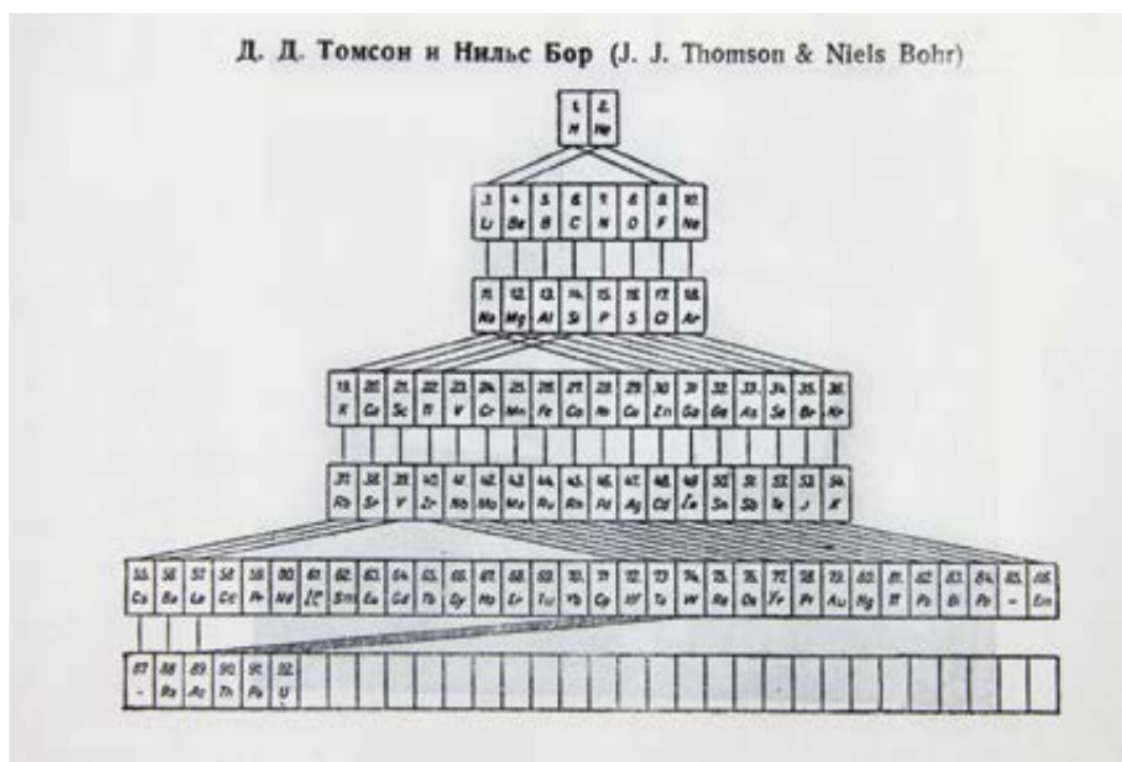 Д. Д. Томсон и Нильс Бор (J. J. Thomson & Niels Bohr)
1. 2.
H He
3. 4. 5. 6. 7. 8. 9. 10.
Li Be B C N O F Ne
11. 12. 13. 14. 15. 16. 17. 18.
Na Mg Al Si P S Cl Ar
19. 20. 21. 22. 23. 24. 25. 26. 27. 28. 29. 30. 31. 32. 33. 34. 35. 36.
K Ca Sc Ti V Cr Mn Fe Co Ni Cu Zn Ga Ge As Se Br Kr
37. 38. 39. 40. 41. 42. 43. 44. 45. 46. 47. 48. 49. 50. 51. 52. 53. 54.
Rb Sr Y Zr Nb Mo Ma Ru Rh Pd Ag Cd In Sn Sb Te J X
55. 56. 57. 58. 59. 60. 61. 62. 63. 64. 65. 66. 67. 68. 69. 70. 71. 72. 73. 74. 75. 76. 77. 78. 79. 80. 81. 82. 83. 84. 85. 86.
Cs Ba La Ce Pr Nd Sm Eu Gd Tb Dy Ho Er Tu Yb Cp Hf Ta W Re Os Yr Pt Au Hg Tl Pb Bi Po – Em
87. 88. 89. 90. 91. 92.
– Ra Ac Th Pa U